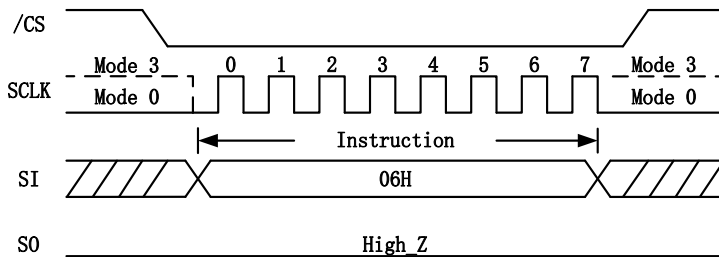 /CS
Mode 3 0 1 2 3 4 5 6 7 Mode 3
SCLK
Mode 0 Mode 0
Instruction
SI 06H
SO High_Z